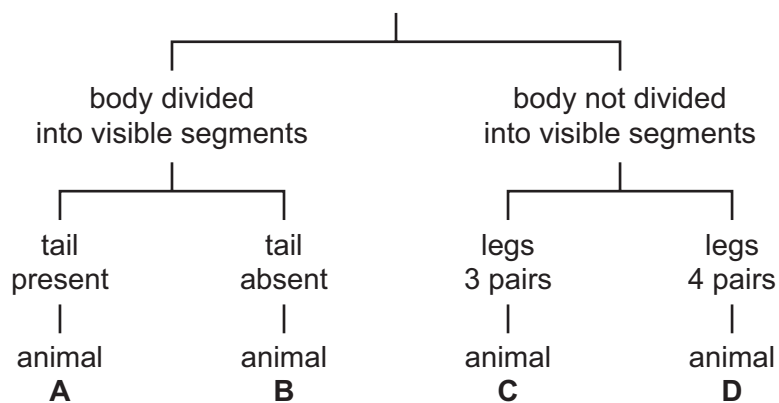 body divided
into visible segments
body not divided
into visible segments
tail
present
tail
absent
legs
3 pairs
legs
4 pairs
animal
A
animal
B
animal
C
animal
D